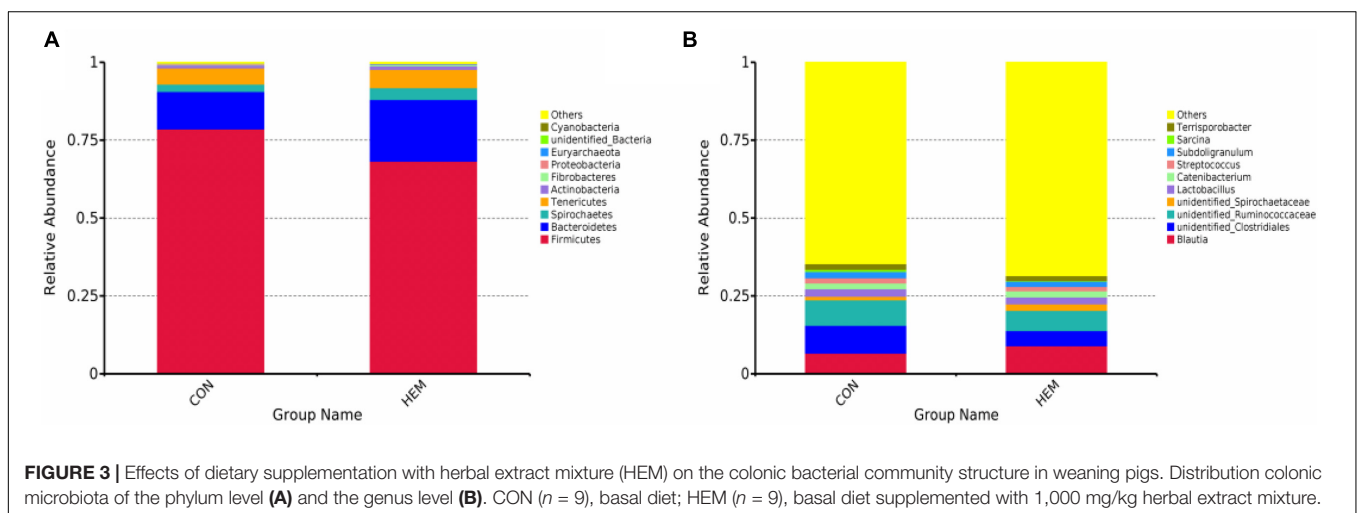 A
Relative Abundance
1
0.75
0.5
0.25
0
CON
HEM
Group Name
Others
Cyanobacteria
unidentified_Bacteria
Euryarchaeota
Proteobacteria
Fibrobacteres
Actinobacteria
Tenericutes
Spirochaetes
Bacteroidetes
Firmicutes
B
Relative Abundance
1
0.75
0.5
0.25
0
CON
HEM
Group Name
Others
Terrisporobacter
Sarcina
Subdoligranulum
Streptococcus
Catenibacterium
Lactobacillus
unidentified_Spirochaetaceae
unidentified_Ruminococcaceae
unidentified_Clostridiales
Blautia
FIGURE 3 | Effects of dietary supplementation with herbal extract mixture (HEM) on the colonic bacterial community structure in weaning pigs. Distribution colonic
microbiota of the phylum level (A) and the genus level (B). CON (n = 9), basal diet; HEM (n = 9), basal diet supplemented with 1,000 mg/kg herbal extract mixture.